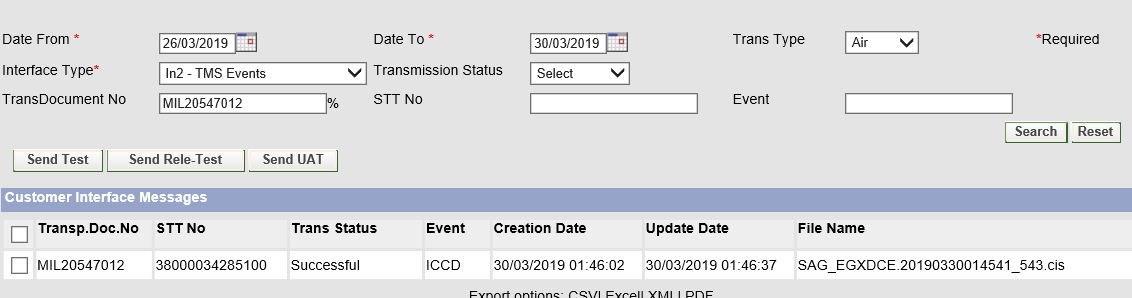 Date From * 26/03/2019 Date To * 30/03/2019 Trans Type Air *Required
Interface Type* In2 - TMS Events Transmission Status Select
TransDocument No MIL20547012 % STT No Event
Search Reset
Send Test Send Rele-Test Send UAT
Customer Interface Messages
Transp.Doc.No STT No Trans Status Event Creation Date Update Date File Name
MIL20547012 38000034285100 Successful ICCD 30/03/2019 01:46:02 30/03/2019 01:46:37 SAG_EGXDCE.20190330014541_543.cis
Export options: CSV| Excel| XML| PDF